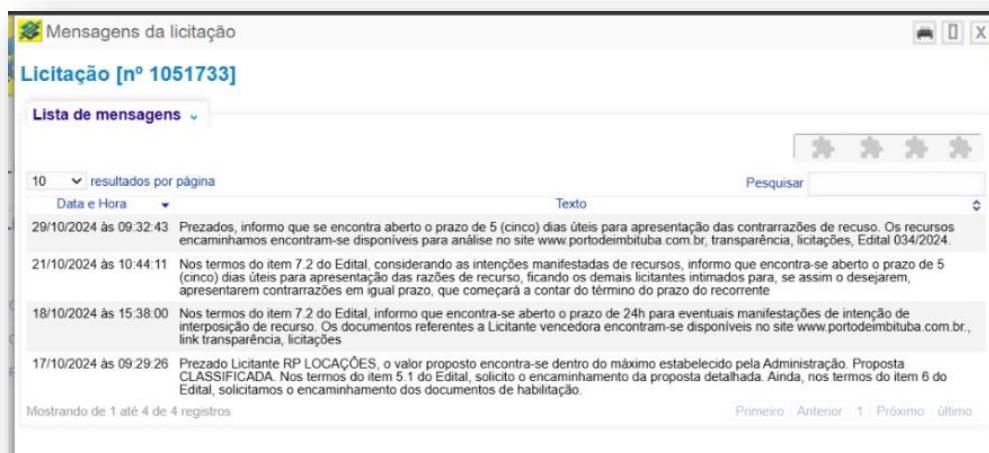 Mensagens da licitação
X
Licitação [nº 1051733]
Lista de mensagens
10 resultados por página
Pesquisar
Data e Hora
Texto
29/10/2024 às 09:32:43 Prezados, informo que se encontra aberto o prazo de 5 (cinco) dias úteis para apresentação das contrarrazões de recuso. Os recursos
encaminhamos encontram-se disponíveis para análise no site www.portodeimbituba.com.br, transparência, licitações, Edital 034/2024.
21/10/2024 às 10:44:11 Nos termos do item 7.2 do Edital, considerando as intenções manifestadas de recursos, informo que encontra-se aberto o prazo de 5
(cinco) dias úteis para apresentação das razões de recurso, ficando os demais licitantes intimados para, se assim o desejarem,
apresentarem contrarrazões em igual prazo, que começará a contar do término do prazo do recorrente
18/10/2024 às 15:38:00 Nos termos do item 7.2 do Edital, informo que encontra-se aberto o prazo de 24h para eventuais manifestações de intenção de
interposição de recurso. Os documentos referentes a Licitante vencedora encontram-se disponíveis no site www.portodeimbituba.com.br.,
link transparência, licitações
17/10/2024 às 09:29:26 Prezado Licitante RP LOCAÇÕES, o valor proposto encontra-se dentro do máximo estabelecido pela Administração. Proposta
CLASSIFICADA. Nos termos do item 5.1 do Edital, solicito o encaminhamento da proposta detalhada. Ainda, nos termos do item 6 do
Edital, solicitamos o encaminhamento dos documentos de habilitação.
Mostrando de 1 até 4 de 4 registros
Primeiro Anterior 1 Próximo último